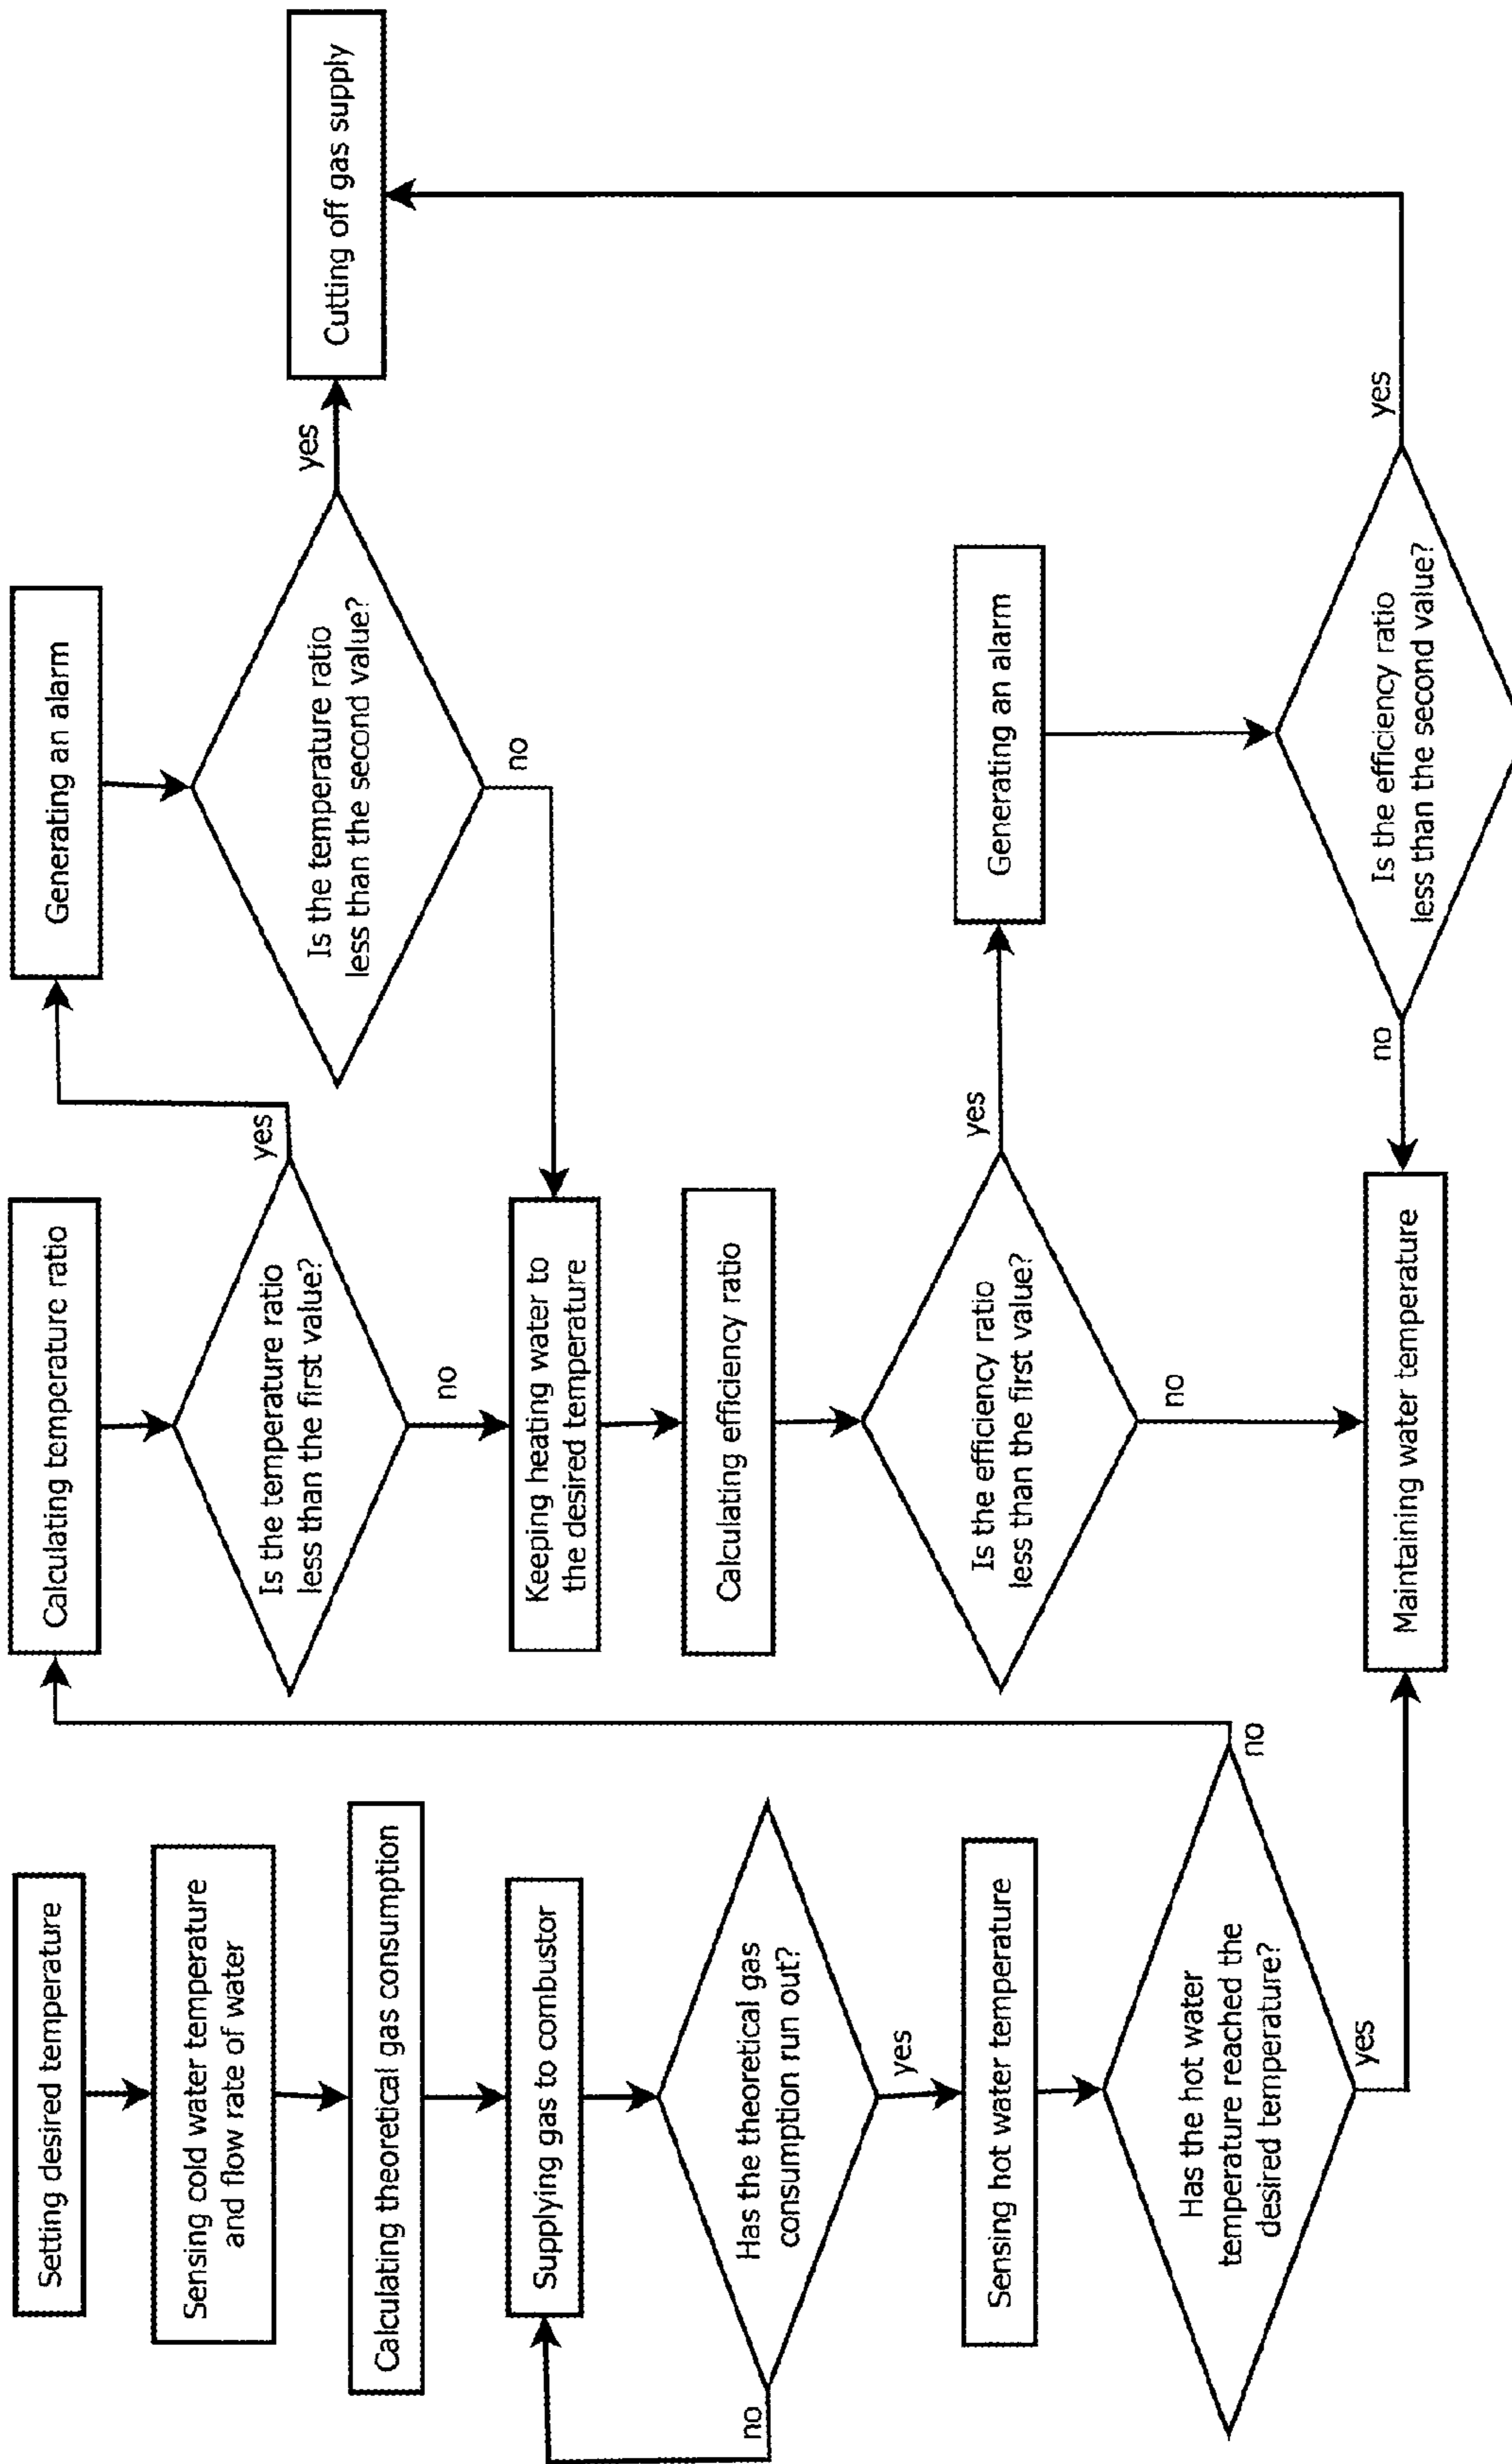 Setting desired temperature
Sensing cold water temperature
and flow rate of water
Calculating theoretical gas consumption
Supplying gas to combustor
Has the theoretical gas
consumption run out?
no
yes
Sensing hot water temperature
Has the hot water
temperature reached the
desired temperature?
yes
no
Calculating temperature ratio
Is the temperature ratio
less than the first value?
yes
no
Keeping heating water to
the desired temperature
Calculating efficiency ratio
Is the efficiency ratio
less than the first value?
yes
no
Maintaining water temperature
Generating an alarm
Is the temperature ratio
less than the second value?
yes
no
Generating an alarm
Is the efficiency ratio
less than the second value?
no
yes
Cutting off gas supply